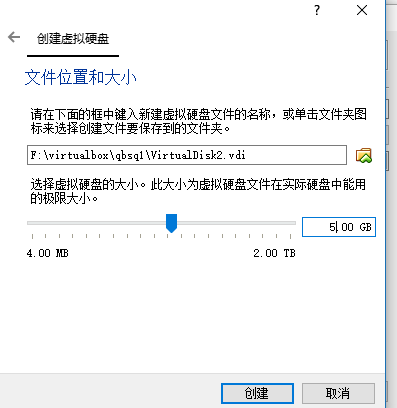 创建虚拟硬盘
文件位置和大小
请在下面的框中键入新建虚拟硬盘文件的名称，或单击文件夹图
标来选择创建文件要保存到的文件夹。
F:\virtualbox\qbsq1\VirtualDisk2.vdi
选择虚拟硬盘的大小。此大小为虚拟硬盘文件在实际硬盘中能用
的极限大小。
5.00 GB
4.00 MB 2.00 TB
创建 取消